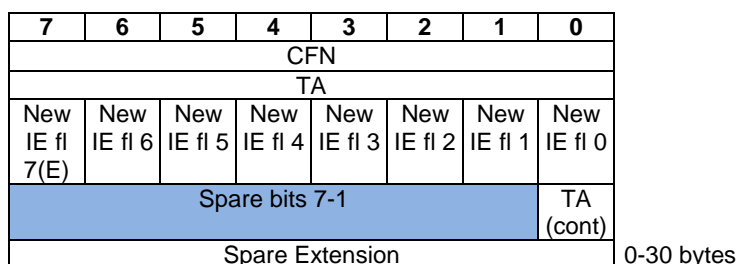 7 6 5 4 3 2 1 0
CFN
TA
New New New New New New New New
IE fl IE fl 6 IE fl 5 IE fl 4 IE fl 3 IE fl 2 IE fl 1 IE fl 0
7(E)
Spare bits 7-1 TA
(cont)
Spare Extension 0-30 bytes